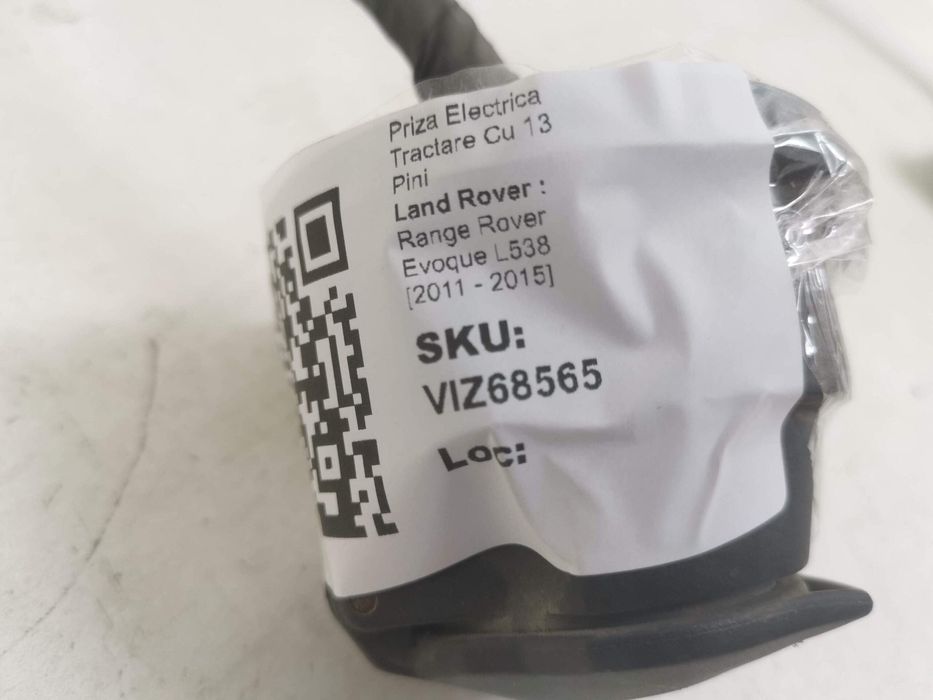 Priza Electrica
Tractare Cu 13
Pini
Land Rover :
Range Rover
Evoque L538
[2011 - 2015]
SKU:
VIZ68565
Loc: